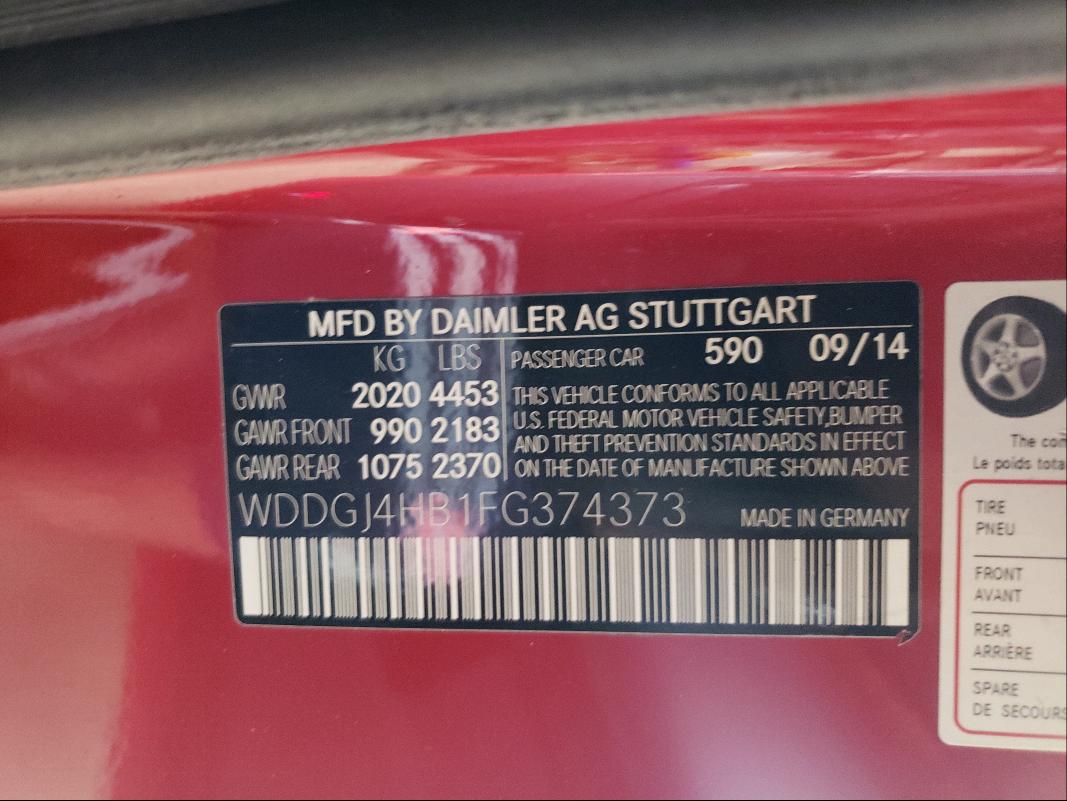 MFD BY DAIMLER AG STUTTGART
KG LBS
GVWR 2020 4453
GAWR FRONT 990 2183
GAWR REAR 1075 2370
PASSENGER CAR 590 09/14
THIS VEHICLE CONFORMS TO ALL APPLICABLE
U.S. FEDERAL MOTOR VEHICLE SAFETY, BUMPER
AND THEFT PREVENTION STANDARDS IN EFFECT
ON THE DATE OF MANUFACTURE SHOWN ABOVE
WDDGJ4HB1FG374373 MADE IN GERMANY
The com
Le poids tota
TIRE
PNEU
FRONT
AVANT
REAR
ARRIÈRE
SPARE
DE SECOURS